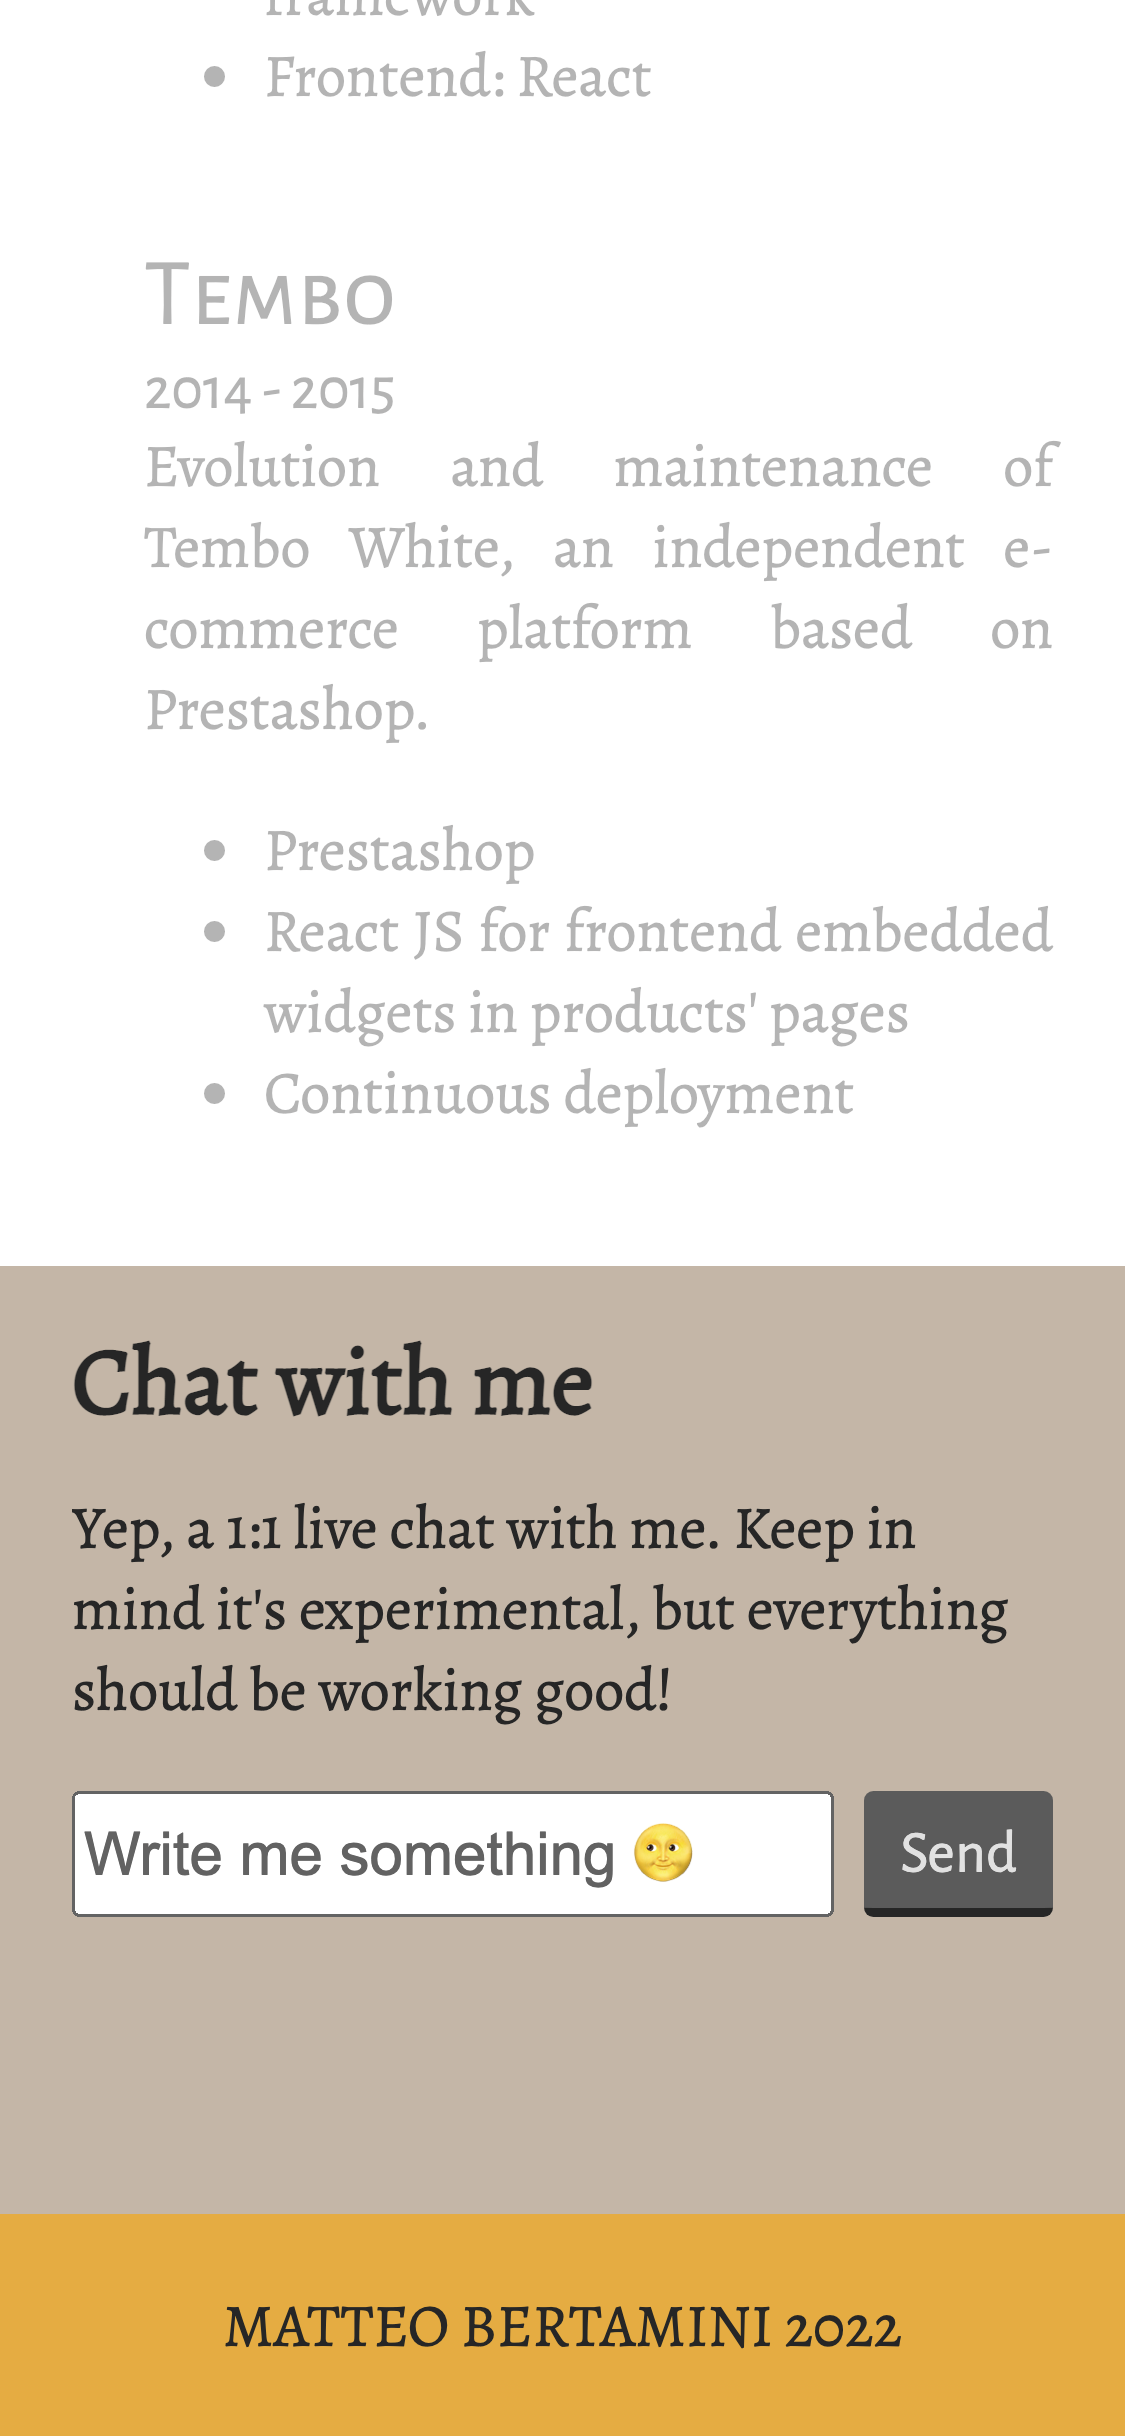 framework
Frontend: React
Tembo
2014 - 2015
Evolution and maintenance of
Tembo White, an independent e-
commerce platform based on
Prestashop.
Prestashop
React JS for frontend embedded
widgets in products' pages
Continuous deployment
Chat with me
Yep, a 1:1 live chat with me. Keep in
mind it's experimental, but everything
should be working good!
Write me something 🌝
Send
MATTEO BERTAMINI 2022